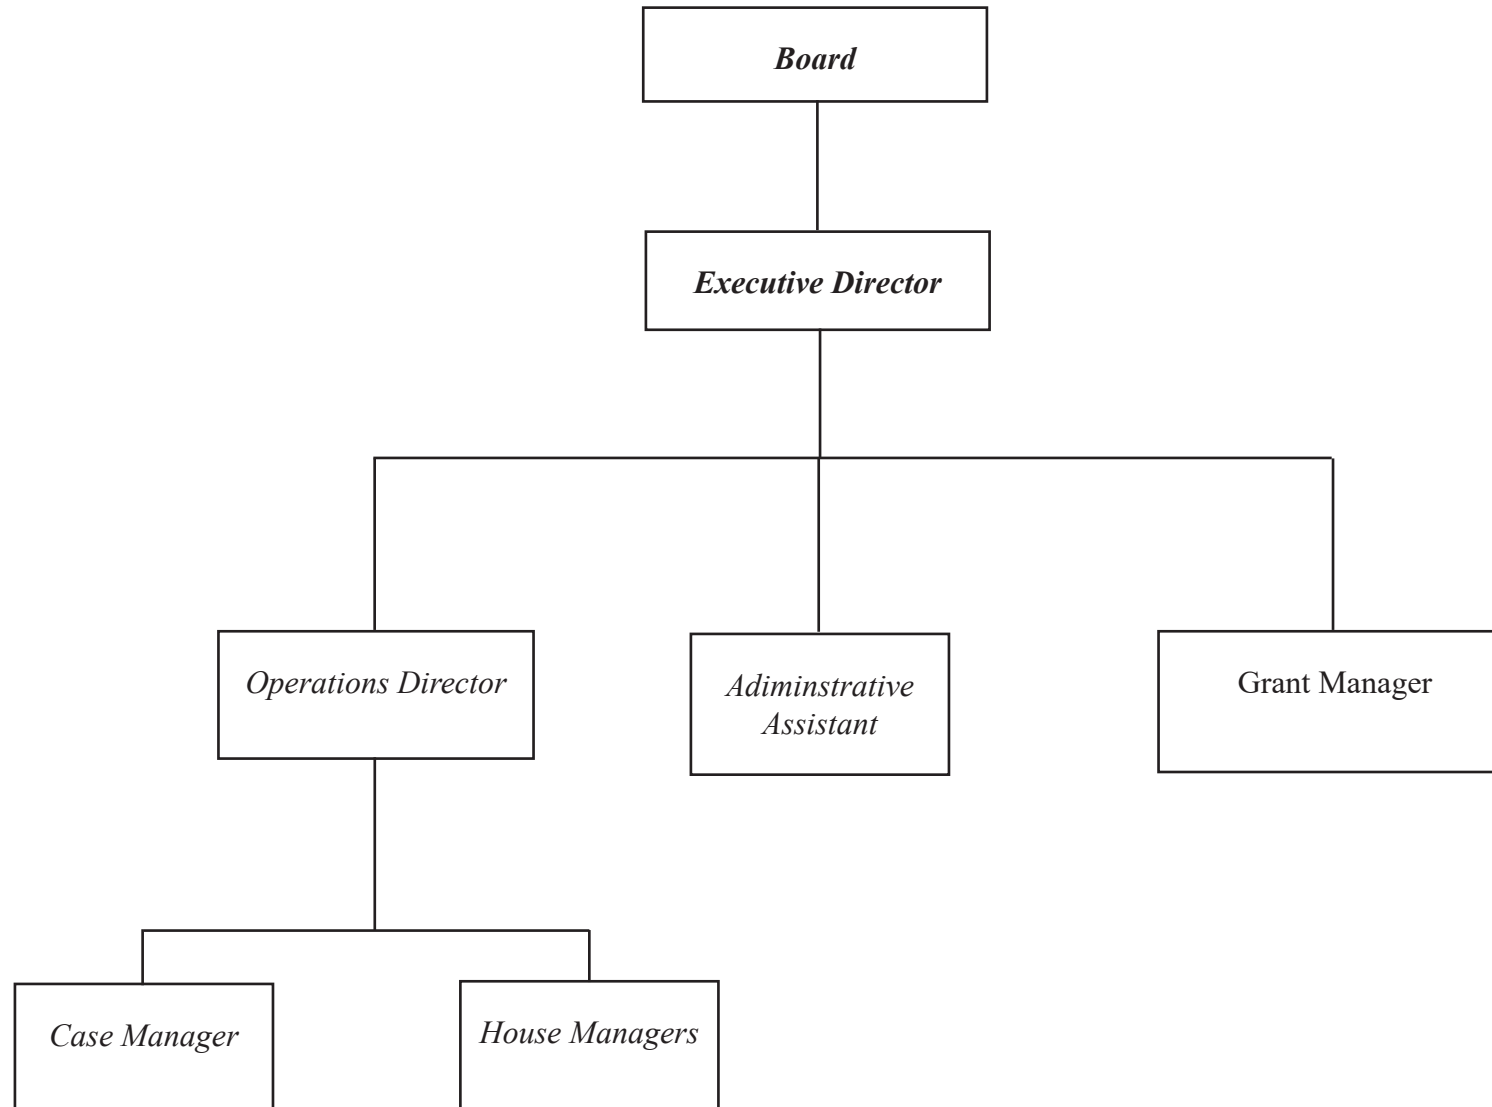 Board
Executive Director
Operations Director
Adiminstrative
Assistant
Grant Manager
Case Manager
House Managers